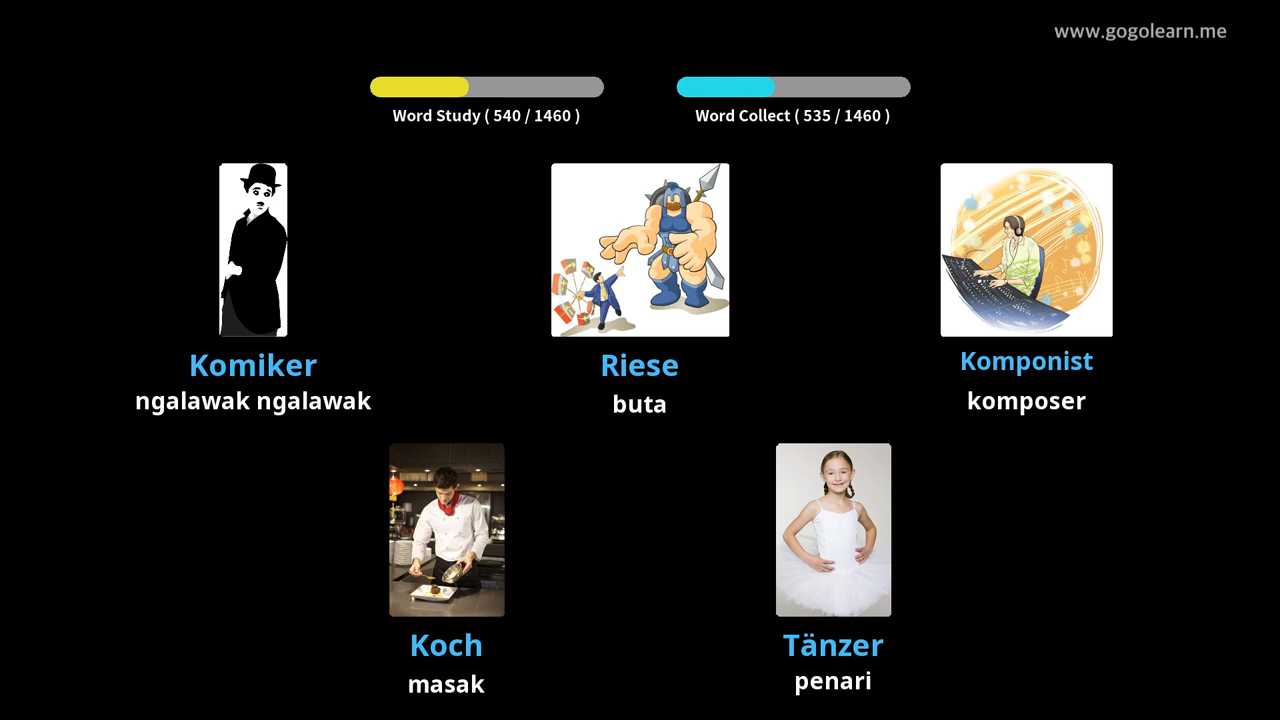 www.gogolearn.me
Word Study ( 540 / 1460 )
Word Collect ( 535 / 1460 )
Komiker
ngalawak ngalawak
Riese
buta
Komponist
komposer
Koch
masak
Tänzer
penari